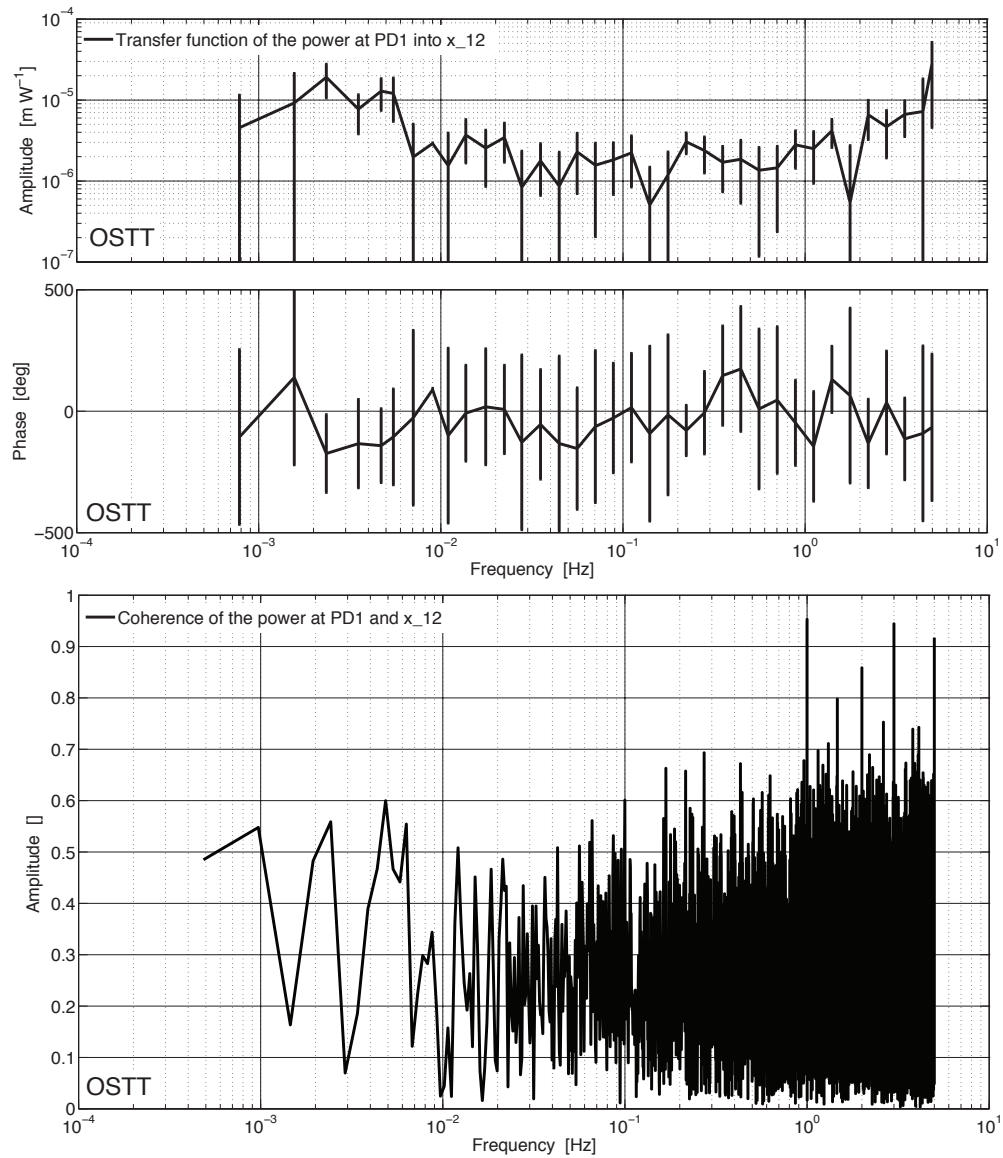 10⁻⁴
Transfer function of the power at PD1 into x_12
10⁻⁵
10⁻⁶
10⁻⁷
Amplitude [m W⁻¹]
OSTT
500
0
−500
Phase [deg]
OSTT
10⁻⁴ 10⁻³ 10⁻² 10⁻¹ 10⁰ 10¹
Frequency [Hz]
1
Coherence of the power at PD1 and x_12
0.9
0.8
0.7
0.6
0.5
0.4
0.3
0.2
0.1
0
Amplitude []
OSTT
10⁻⁴ 10⁻³ 10⁻² 10⁻¹ 10⁰ 10¹
Frequency [Hz]